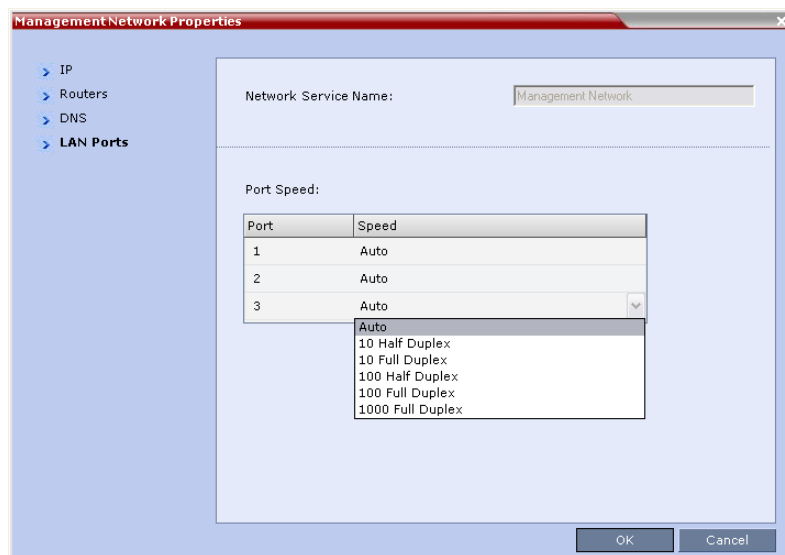 Management Network Properties
IP
Routers
DNS
LAN Ports
Network Service Name: Management Network
Port Speed:
Port Speed
1 Auto
2 Auto
3 Auto
Auto
10 Half Duplex
10 Full Duplex
100 Half Duplex
100 Full Duplex
1000 Full Duplex
OK Cancel